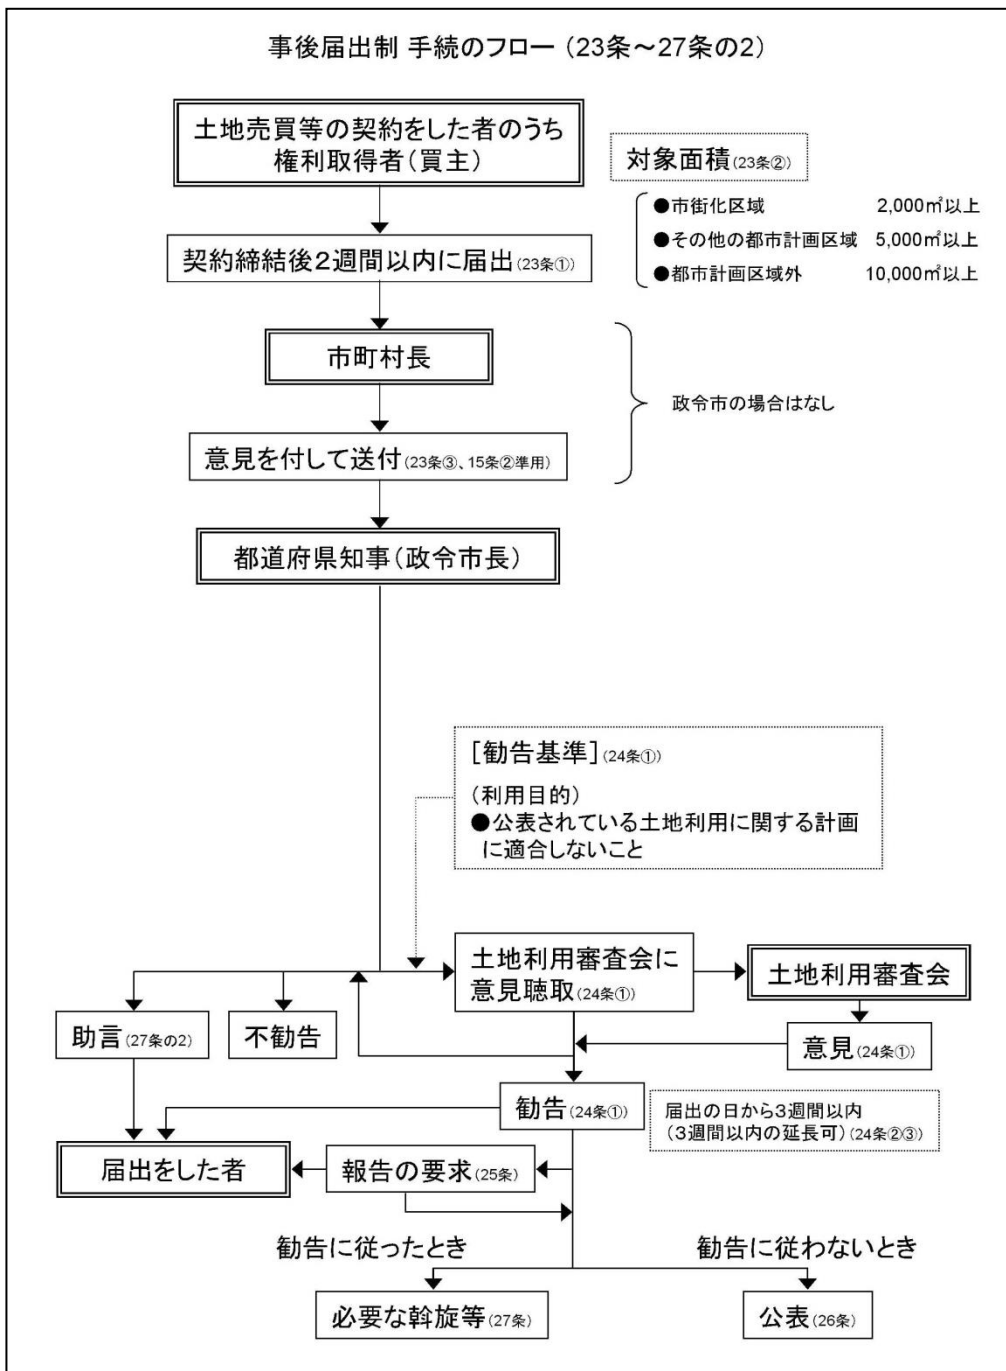 事後届出制 手続のフロー（23条～27条の2）
土地売買等の契約をした者のうち
権利取得者（買主）
対象面積（23条②）
●市街化区域 2,000㎡以上
●その他の都市計画区域 5,000㎡以上
●都市計画区域外 10,000㎡以上
契約締結後２週間以内に届出（23条①）
市町村長
政令市の場合はなし
意見を付して送付（23条③、15条②準用）
都道府県知事（政令市長）
［勧告基準］（24条①）
（利用目的）
●公表されている土地利用に関する計画
に適合しないこと
土地利用審査会に
意見聴取（24条①）
土地利用審査会
助言（27条の2）
不勧告
意見（24条①）
勧告（24条①）
届出の日から３週間以内
（３週間以内の延長可）（24条②③）
届出をした者
報告の要求（25条）
勧告に従ったとき
勧告に従わないとき
必要な斡旋等（27条）
公表（26条）